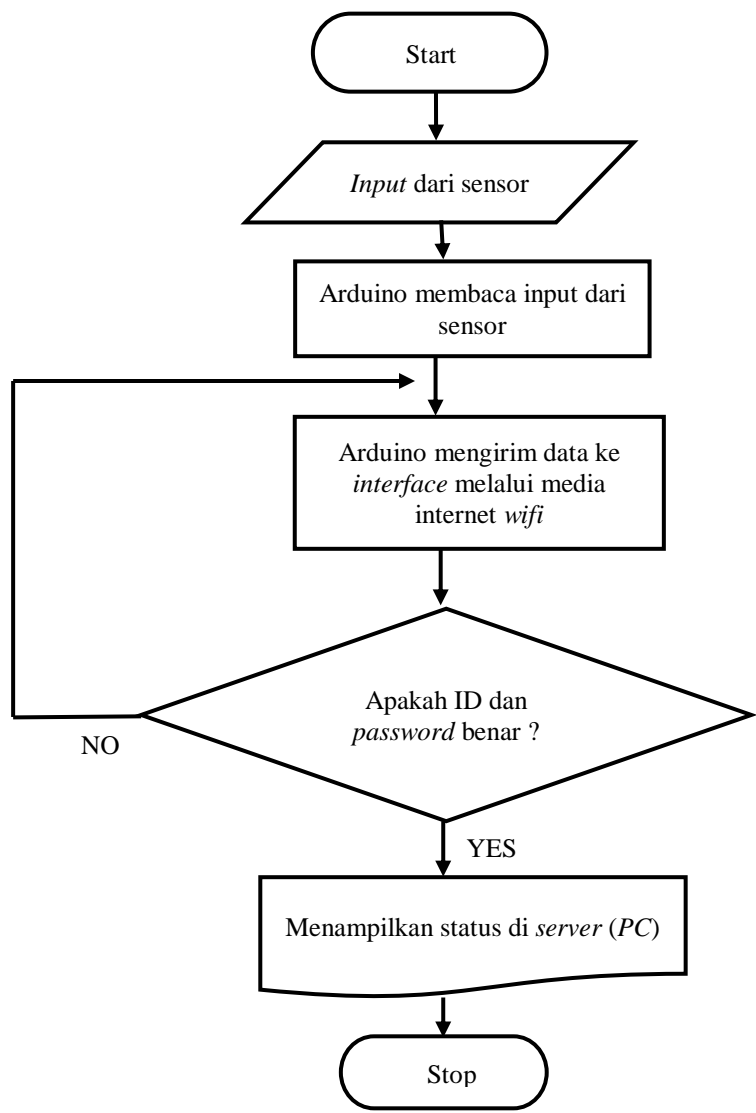 Start
Input dari sensor
Arduino membaca input dari
sensor
Arduino mengirim data ke
interface melalui media
internet wifi
Apakah ID dan
password benar ?
NO
YES
Menampilkan status di server (PC)
Stop